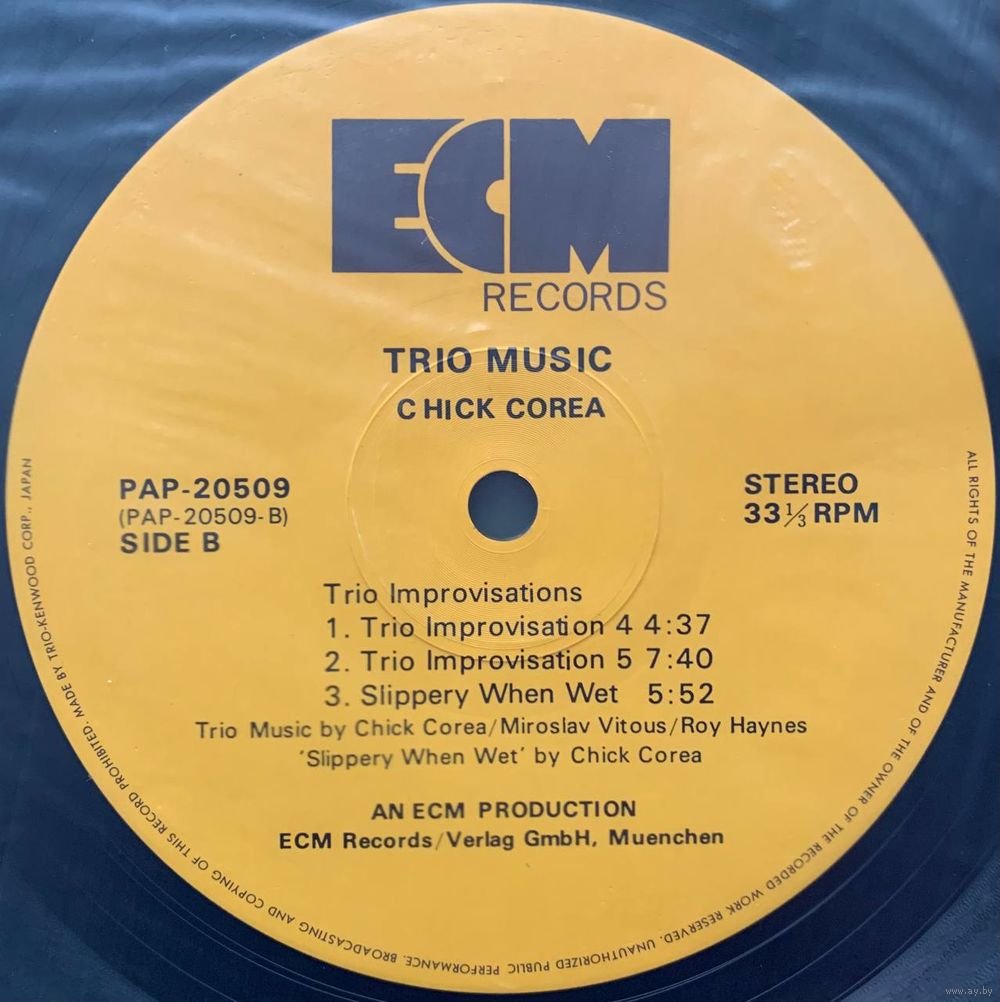 ECM
RECORDS
TRIO MUSIC
CHICK COREA
PAP-20509
(PAP-20509-B)
SIDE B
STEREO
33 1/3 RPM
Trio Improvisations
1. Trio Improvisation 4 4:37
2. Trio Improvisation 5 7:40
3. Slippery When Wet 5:52
Trio Music by Chick Corea/Miroslav Vitous/Roy Haynes
'Slippery When Wet' by Chick Corea
AN ECM PRODUCTION
ECM Records/Verlag GmbH, Muenchen
ALL RIGHTS OF THE MANUFACTURER AND OF THE OWNER OF THE RECORDED WORK RESERVED. UNAUTHORIZED PUBLIC PERFORMANCE. BROADCASTING AND COPYING OF THIS RECORD PROHIBITED. MADE BY TRIO-KENWOOD CORP., JAPAN
www.ay.by